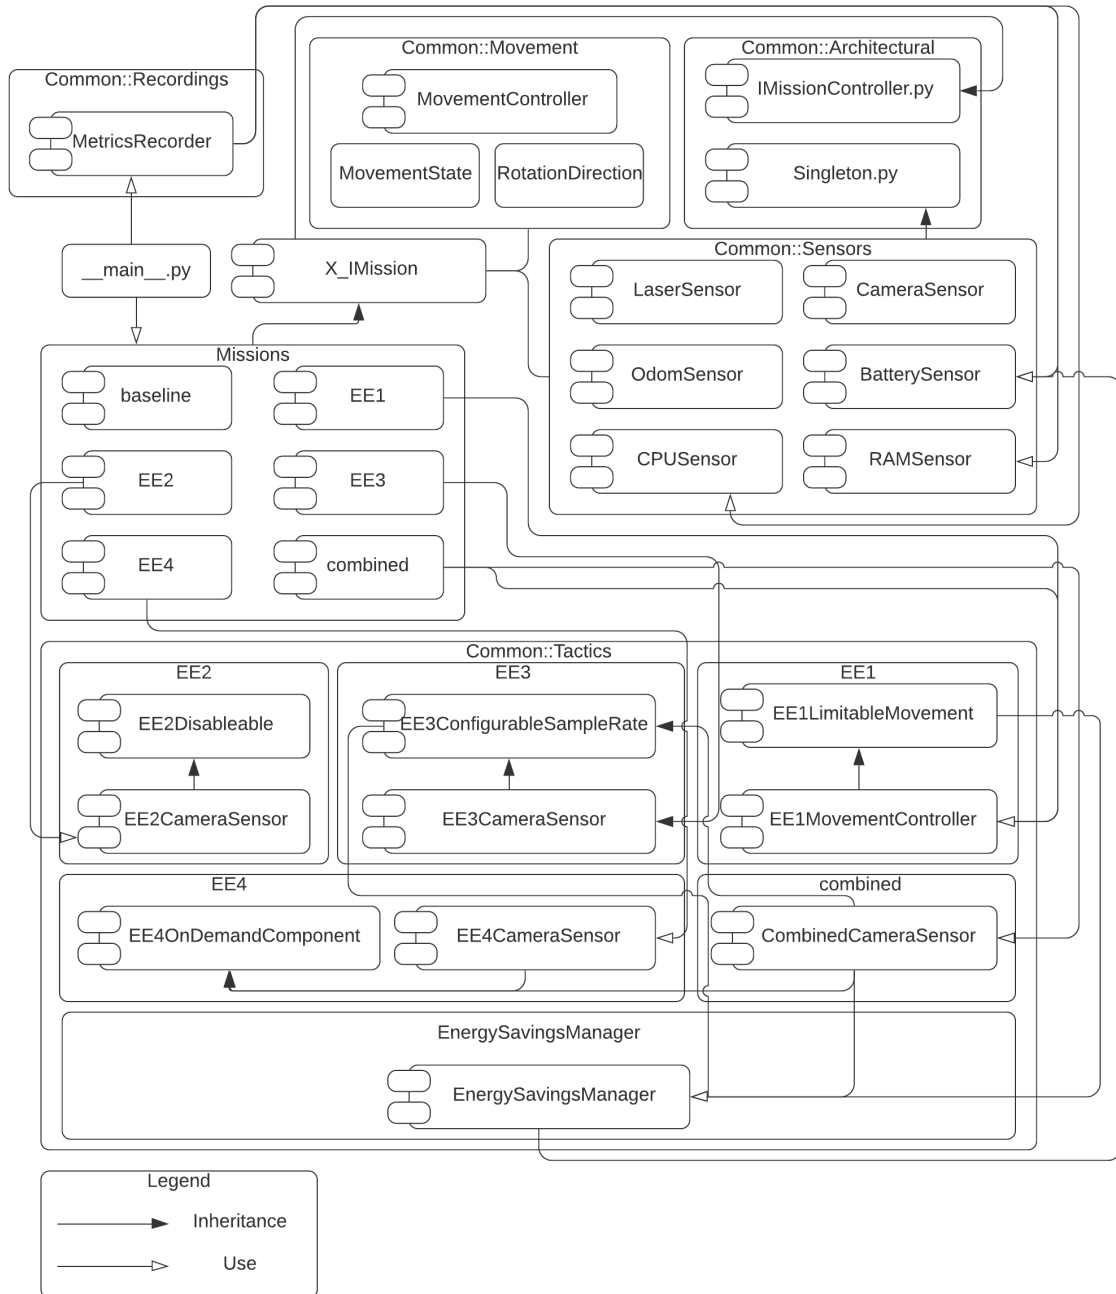 Common::Recordings
MetricsRecorder
__main__.py
Common::Movement
MovementController
MovementState
RotationDirection
Common::Architectural
IMissionController.py
Singleton.py
X_IMission
Common::Sensors
LaserSensor
CameraSensor
OdomSensor
BatterySensor
CPUSensor
RAMSensor
Missions
baseline
EE1
EE2
EE3
EE4
combined
Common::Tactics
EE2
EE2Disableable
EE2CameraSensor
EE3
EE3ConfigurableSampleRate
EE3CameraSensor
EE1
EE1LimitableMovement
EE1MovementController
EE4
EE4OnDemandComponent
EE4CameraSensor
combined
CombinedCameraSensor
EnergySavingsManager
EnergySavingsManager
Legend
Inheritance
Use